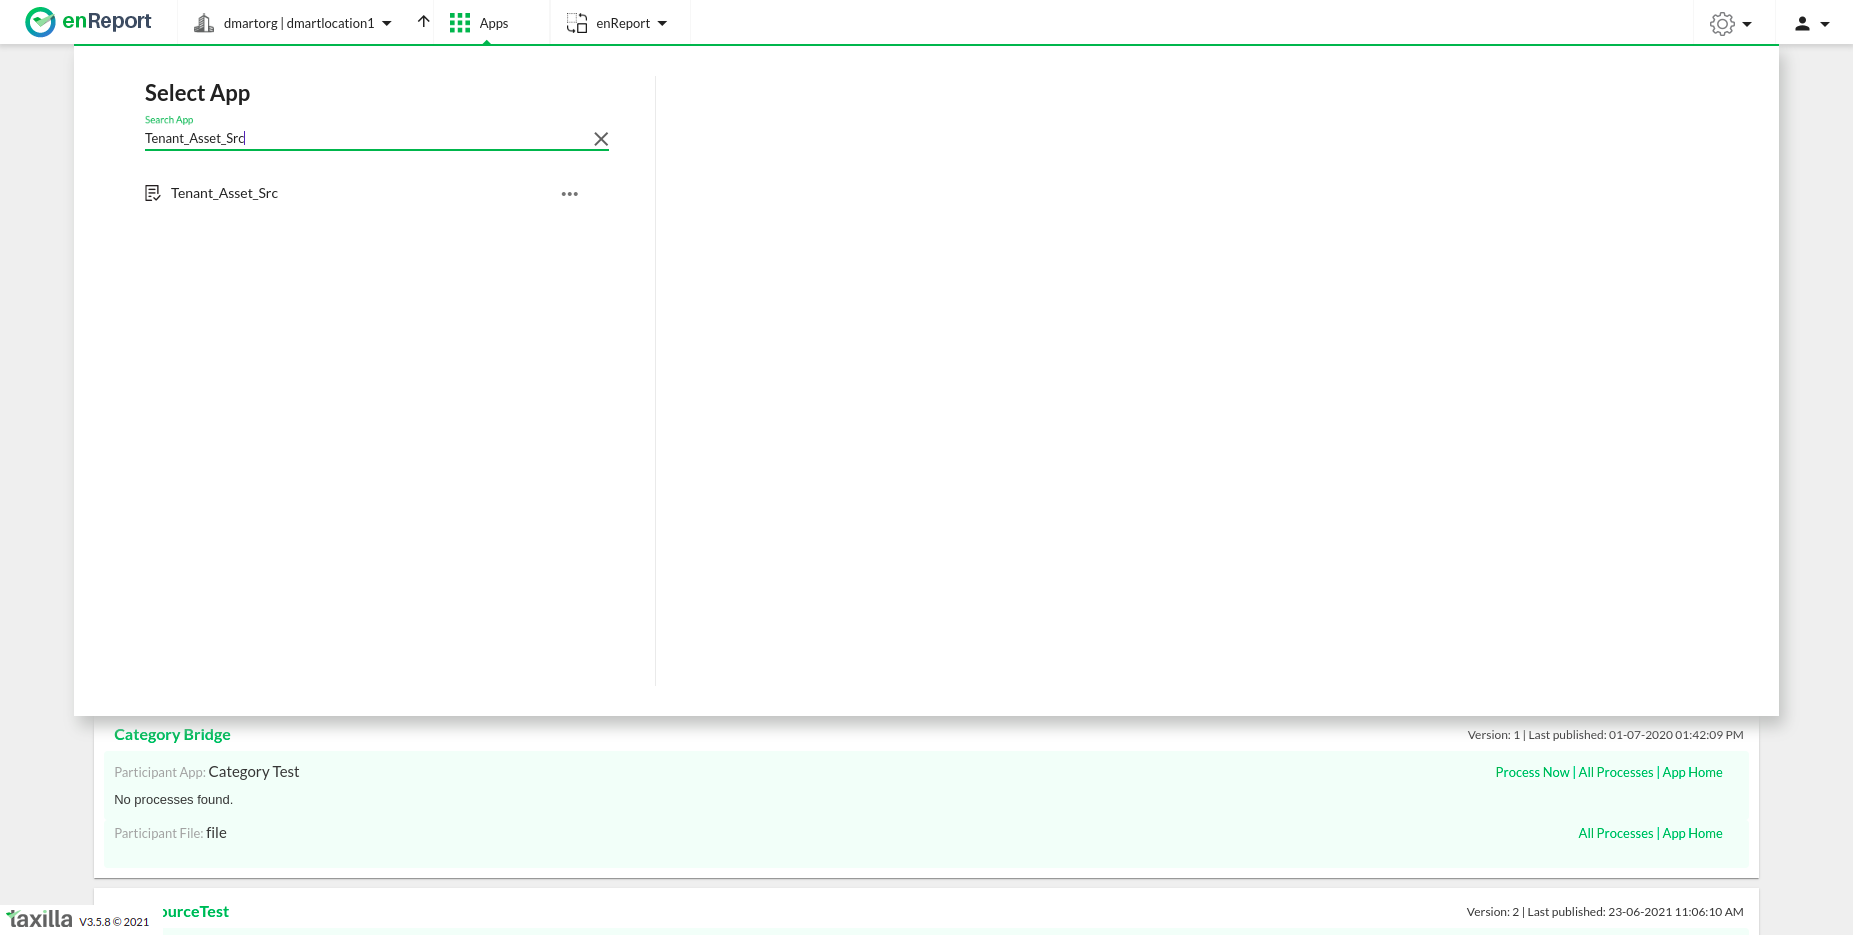 enReport
dmartorg | dmartlocation1
Apps
enReport
Select App
Search App
Tenant_Asset_Src
Tenant_Asset_Src
Category Bridge
Version: 1 | Last published: 01-07-2020 01:42:09 PM
Participant App: Category Test
Process Now | All Processes | App Home
No processes found.
Participant File: file
All Processes | App Home
ourceTest
Version: 2 | Last published: 23-06-2021 11:06:10 AM
taxilla V3.5.8 © 2021